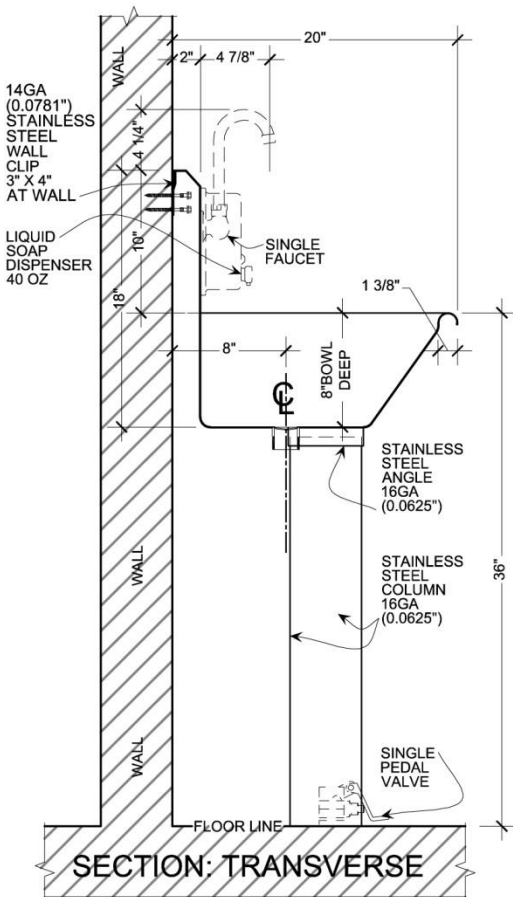 20"
2"
4 7/8"
WALL
14GA
(0.0781")
STAINLESS
STEEL
WALL
CLIP
3" X 4"
AT WALL
4 1/4"
10"
18"
LIQUID
SOAP
DISPENSER
40 OZ
SINGLE
FAUCET
1 3/8"
8"
8"BOWL
DEEP
CL
STAINLESS
STEEL
ANGLE
16GA
(0.0625")
36"
WALL
STAINLESS
STEEL
COLUMN
16GA
(0.0625")
WALL
SINGLE
PEDAL
VALVE
FLOOR LINE
SECTION: TRANSVERSE